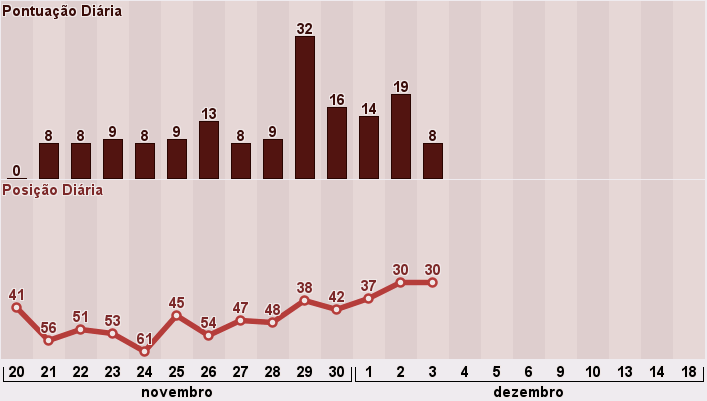 Pontuação Diária
0 8 8 9 8 9 13 8 9 32 16 14 19 8
Posição Diária
41 56 51 53 61 45 54 47 48 38 42 37 30 30
20 21 22 23 24 25 26 27 28 29 30 1 2 3 4 5 6 9 10 13 14 18
novembro dezembro